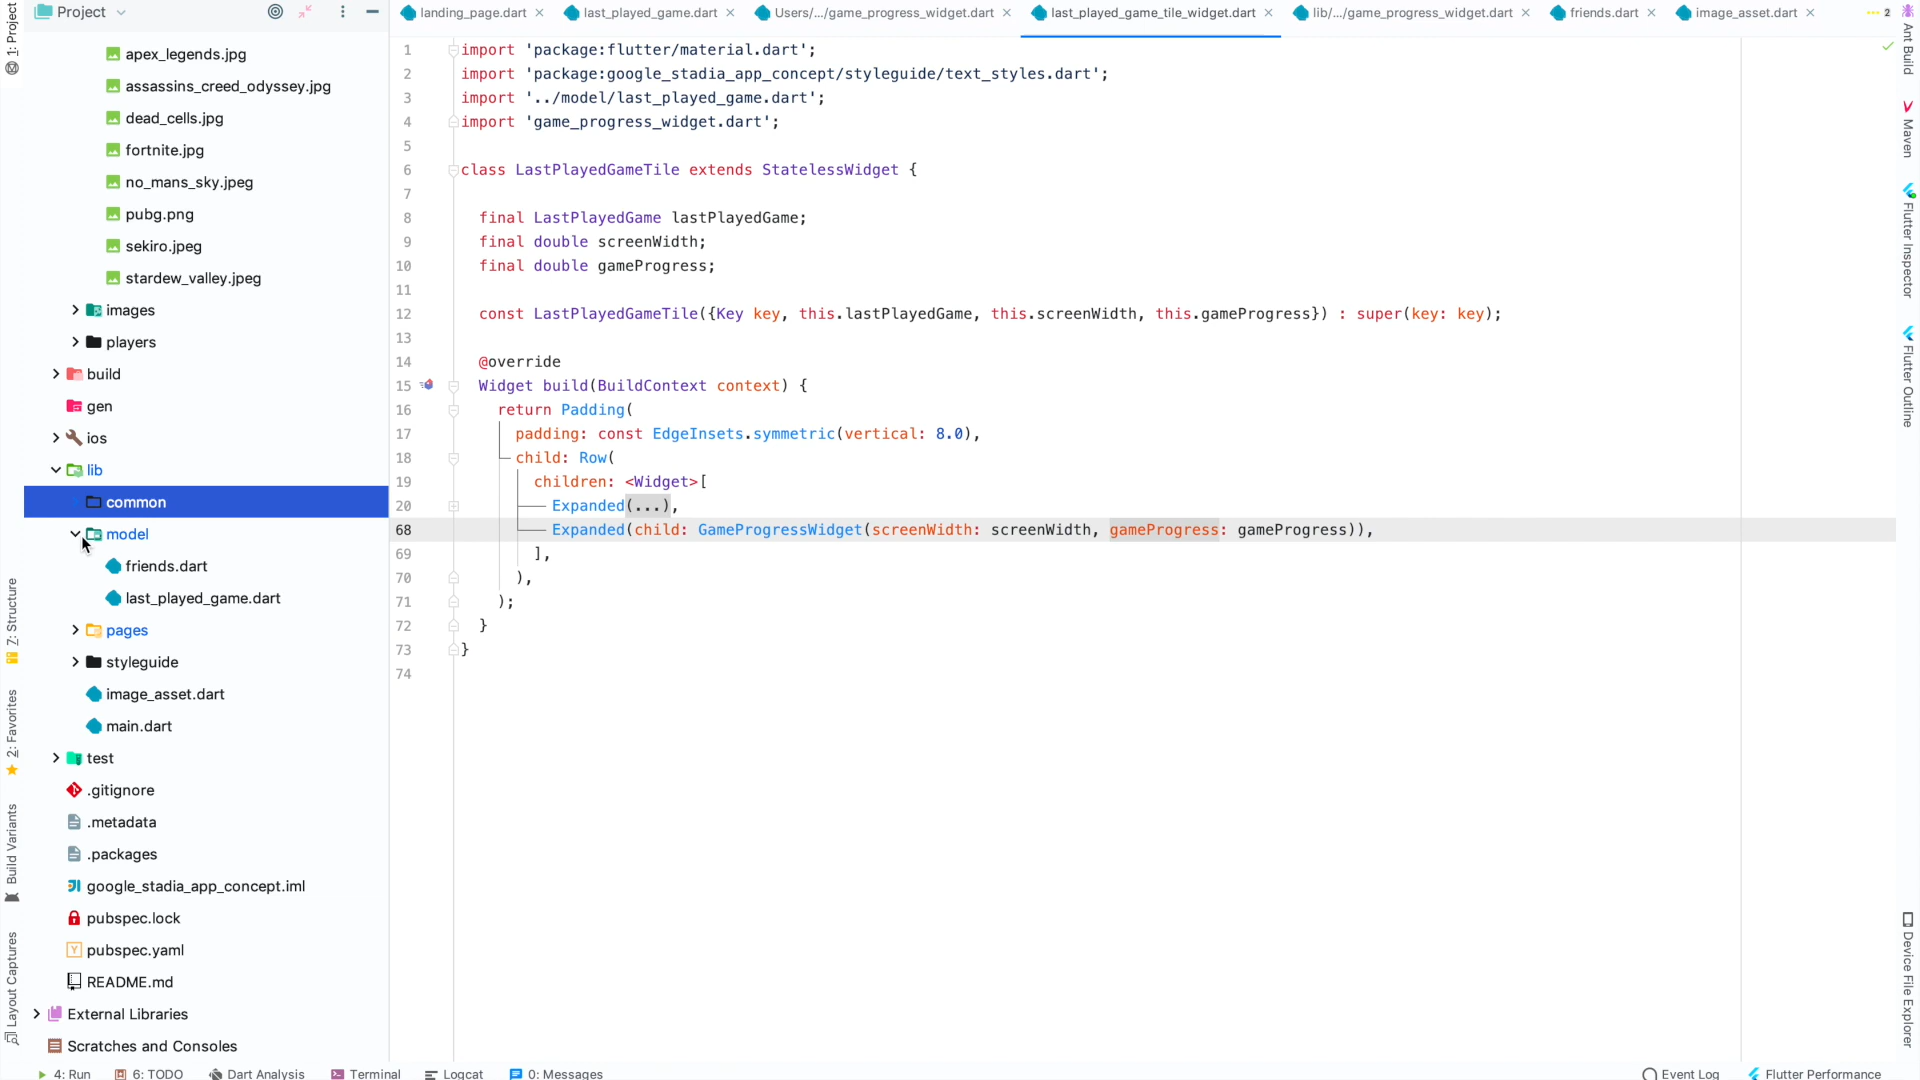 1: Project
Z: Structure
2: Favorites
Build Variants
Layout Captures
Project
apex_legends.jpg
assassins_creed_odyssey.jpg
dead_cells.jpg
fortnite.jpg
no_mans_sky.jpeg
pubg.png
sekiro.jpeg
stardew_valley.jpeg
images
players
build
gen
ios
lib
common
model
friends.dart
last_played_game.dart
pages
styleguide
image_asset.dart
main.dart
test
.gitignore
.metadata
.packages
google_stadia_app_concept.iml
pubspec.lock
pubspec.yaml
README.md
External Libraries
Scratches and Consoles
landing_page.dart last_played_game.dart Users/.../game_progress_widget.dart last_played_game_tile_widget.dart lib/.../game_progress_widget.dart friends.dart image_asset.dart 2
1 import 'package:flutter/material.dart';
2 import 'package:google_stadia_app_concept/styleguide/text_styles.dart';
3 import '../model/last_played_game.dart';
4 import 'game_progress_widget.dart';
5
6 class LastPlayedGameTile extends StatelessWidget {
7
8 final LastPlayedGame lastPlayedGame;
9 final double screenWidth;
10 final double gameProgress;
11
12 const LastPlayedGameTile({Key key, this.lastPlayedGame, this.screenWidth, this.gameProgress}) : super(key: key);
13
14 @override
15 Widget build(BuildContext context) {
16 return Padding(
17 padding: const EdgeInsets.symmetric(vertical: 8.0),
18 child: Row(
19 children: <Widget>[
20 Expanded(...),
68 Expanded(child: GameProgressWidget(screenWidth: screenWidth, gameProgress: gameProgress)),
69 ],
70 ),
71 );
72 }
73 }
74
Ant Build
Maven
Flutter Inspector
Flutter Outline
Device File Explorer
4: Run 6: TODO Dart Analysis Terminal Logcat 0: Messages Event Log Flutter Performance